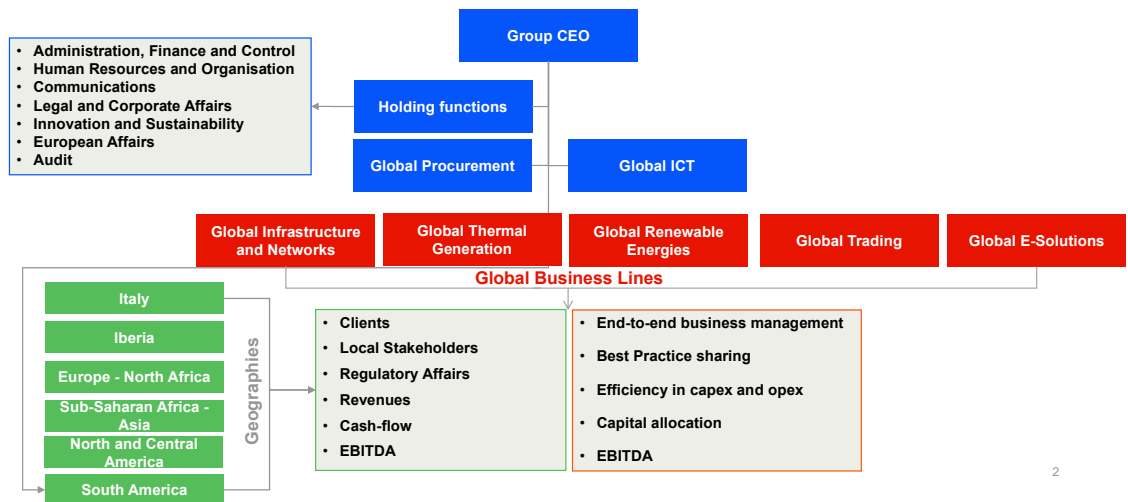 Group CEO
• Administration, Finance and Control
• Human Resources and Organisation
• Communications
• Legal and Corporate Affairs
• Innovation and Sustainability
• European Affairs
• Audit
Holding functions
Global Procurement
Global ICT
Global Infrastructure
and Networks
Global Thermal
Generation
Global Renewable
Energies
Global Trading
Global E-Solutions
Global Business Lines
Italy
Iberia
Europe - North Africa
Sub-Saharan Africa -
Asia
North and Central
America
South America
Geographies
• Clients
• Local Stakeholders
• Regulatory Affairs
• Revenues
• Cash-flow
• EBITDA
• End-to-end business management
• Best Practice sharing
• Efficiency in capex and opex
• Capital allocation
• EBITDA
2